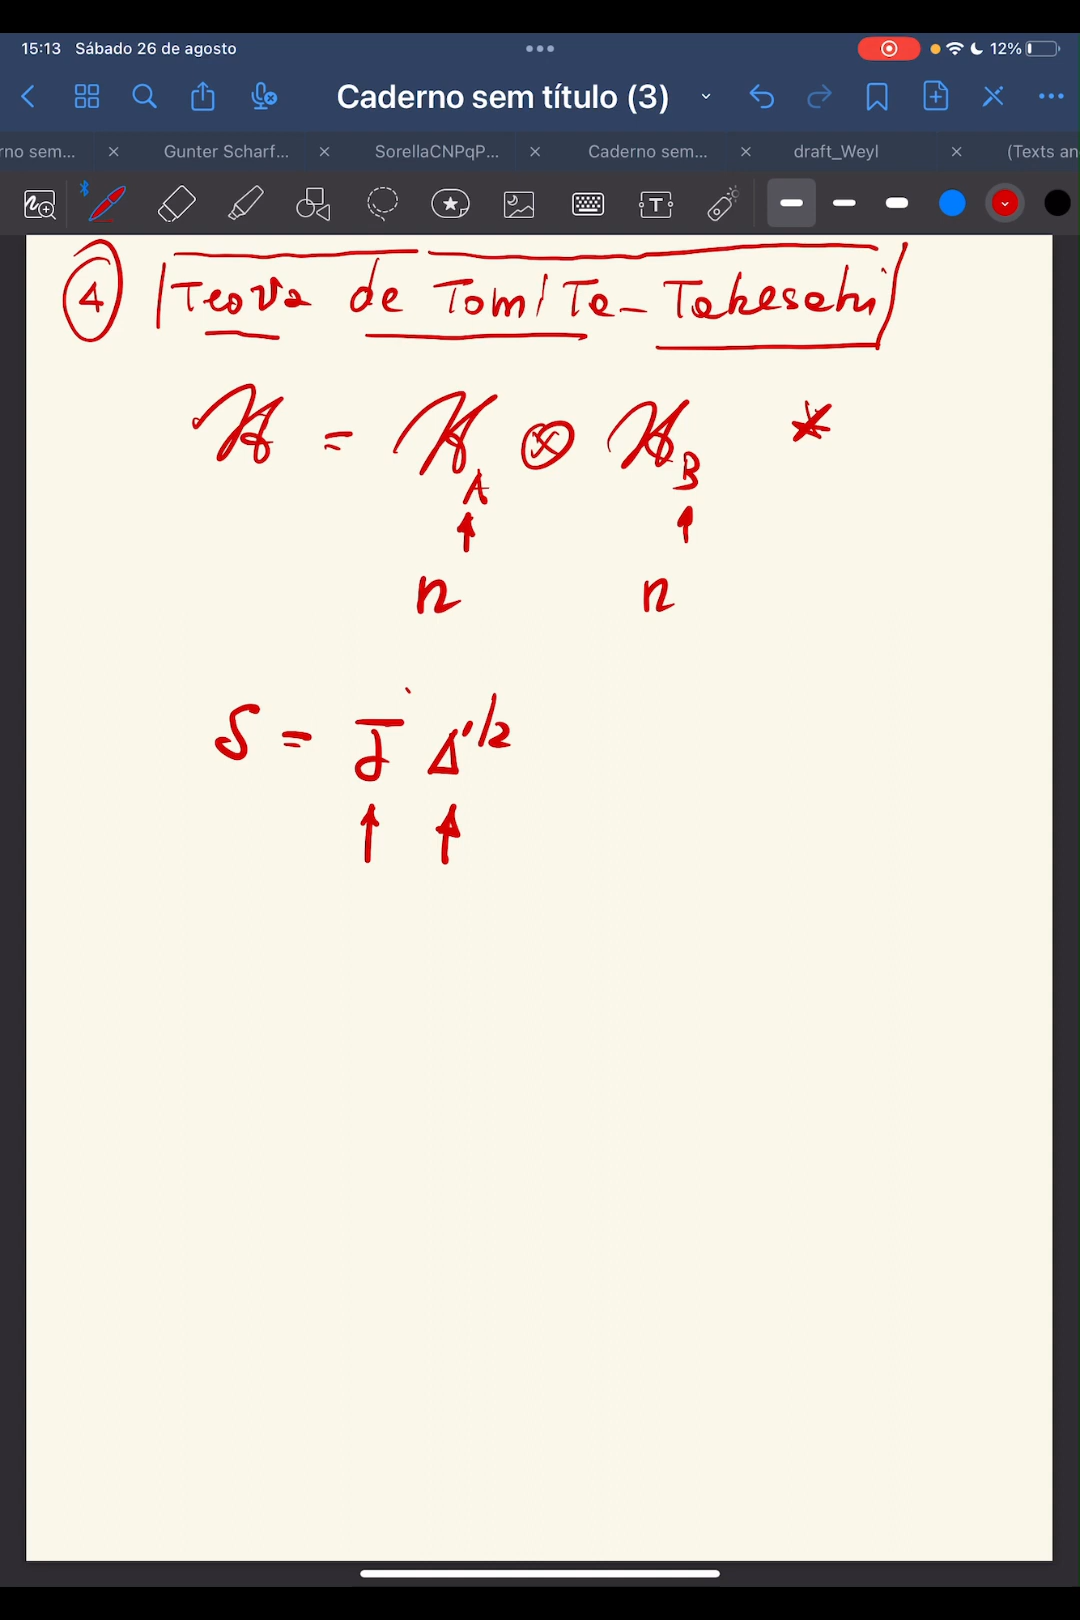 15:13 Sábado 26 de agosto 12%
Caderno sem título (3)
rno sem... Gunter Scharf... SorellaCNPqP... Caderno sem... draft_Weyl (Texts an
4 Teoria de Tomita-Takesaki
ℋ = ℋ_A ⊗ ℋ_B *
n n
S = J Δ^1/2